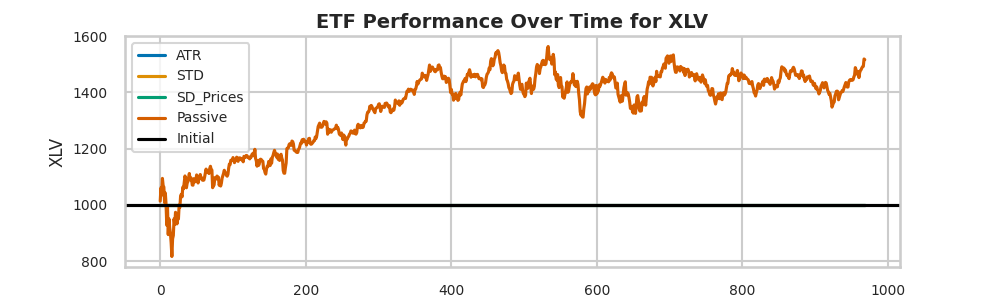 ETF Performance Over Time for XLV
1600
1400
1200
1000
800
XLV
ATR
STD
SD_Prices
Passive
Initial
0
200
400
600
800
1000